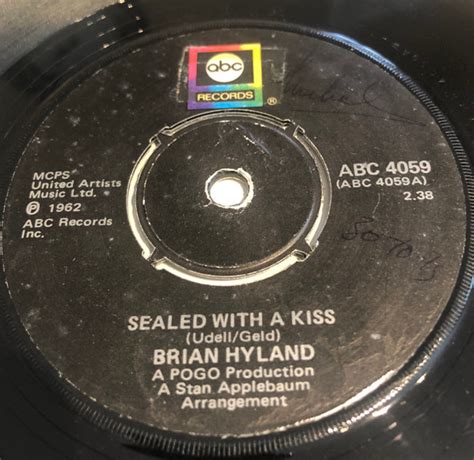 abc
RECORDS®
MCPS
United Artists
Music Ltd.
℗ 1962
ABC Records
Inc.
ABC 4059
(ABC 4059A)
2.38
SEALED WITH A KISS
(Udell/Geld)
BRIAN HYLAND
A POGO Production
A Stan Applebaum
Arrangement